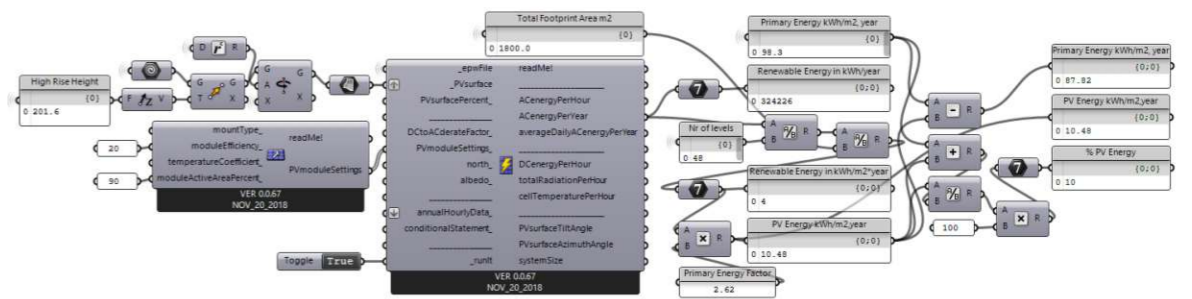 High Rise Height
{0}
0 201.6
F
V
D
R
G
T
G
X
G
A
X
G
X
20
90
mountType_
moduleEfficiency_
temperatureCoefficient_
moduleActiveAreaPercent_
readMe!
PVmoduleSettings
VER 0.0.67
NOV_20_2018
Toggle True
_epwFile
_PVsurface
PVsurfacePercent_
DCtoACderateFactor_
PVmoduleSettings_
north_
albedo_
annualHourlyData_
conditionalStatement_
_runIt
readMe!
ACenergyPerHour
ACenergyPerYear
averageDailyACenergyPerYear
DCenergyPerHour
totalRadiationPerHour
cellTemperaturePerHour
PVsurfaceTiltAngle
PVsurfaceAzimuthAngle
systemSize
VER 0.0.67
NOV_20_2018
Total Footprint Area m2
{0}
0 1800.0
7
Nr of levels
{0}
0 48
7
A
B
A/B
R
A
B
A/B
R
A
B
R
Primary Energy Factor
2.62
Primary Energy kWh/m2, year
{0}
0 98.3
Renewable Energy in kWh/year
{0;0}
0 324226
Renewable Energy in kWh/m2*year
{0;0}
0 4
PV Energy kWh/m2,year
{0;0}
0 10.48
A
B
R
A
B
R
A
B
A/B
R
100
A
B
R
7
Primary Energy kWh/m2, year
{0;0}
0 87.82
PV Energy kWh/m2,year
{0;0}
0 10.48
% PV Energy
{0;0}
0 10